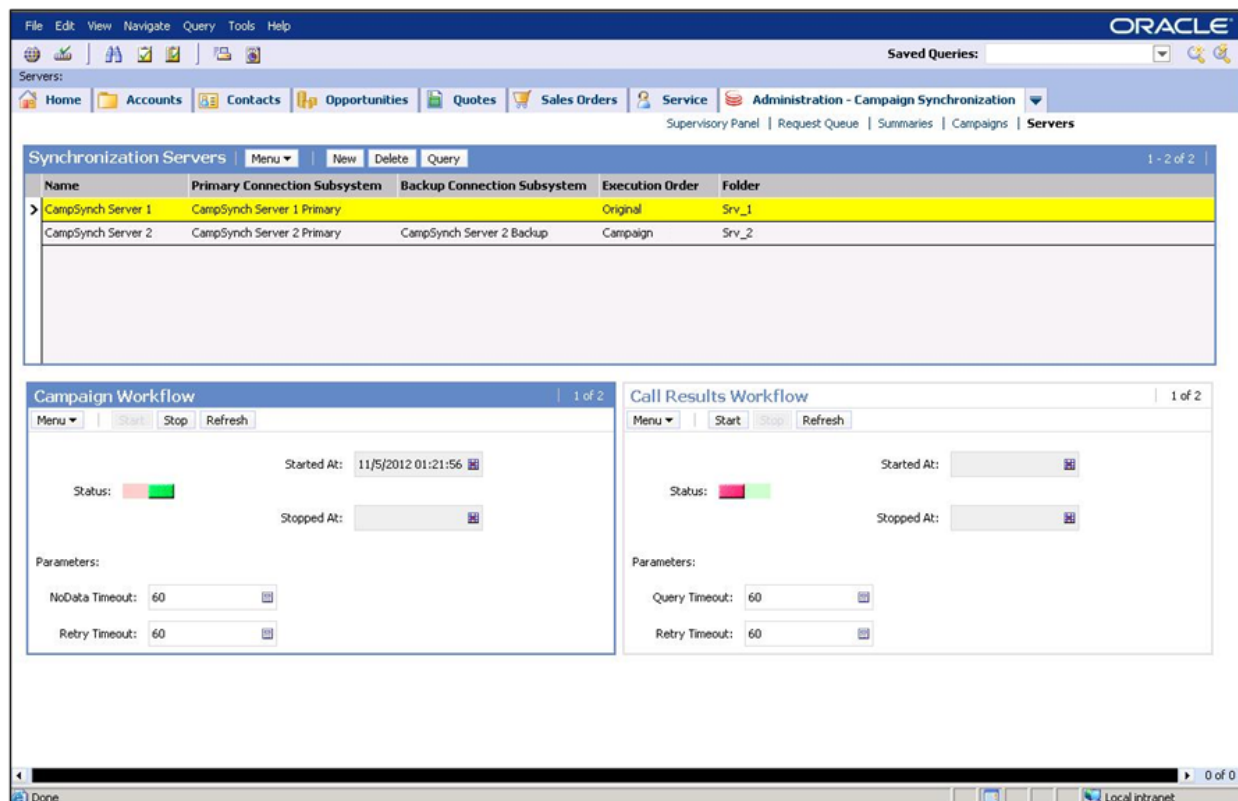 File Edit View Navigate Query Tools Help ORACLE
Saved Queries:
Servers:
Home Accounts Contacts Opportunities Quotes Sales Orders Service Administration - Campaign Synchronization
Supervisory Panel | Request Queue | Summaries | Campaigns | Servers
Synchronization Servers | Menu | New Delete Query 1 - 2 of 2
Name Primary Connection Subsystem Backup Connection Subsystem Execution Order Folder
CampSynch Server 1 CampSynch Server 1 Primary Original Srv_1
CampSynch Server 2 CampSynch Server 2 Primary CampSynch Server 2 Backup Campaign Srv_2
Campaign Workflow 1 of 2
Menu Start Stop Refresh
Started At: 11/5/2012 01:21:56
Status:
Stopped At:
Parameters:
NoData Timeout: 60
Retry Timeout: 60
Call Results Workflow 1 of 2
Menu Start Stop Refresh
Started At:
Status:
Stopped At:
Parameters:
Query Timeout: 60
Retry Timeout: 60
0 of 0
Done Local intranet